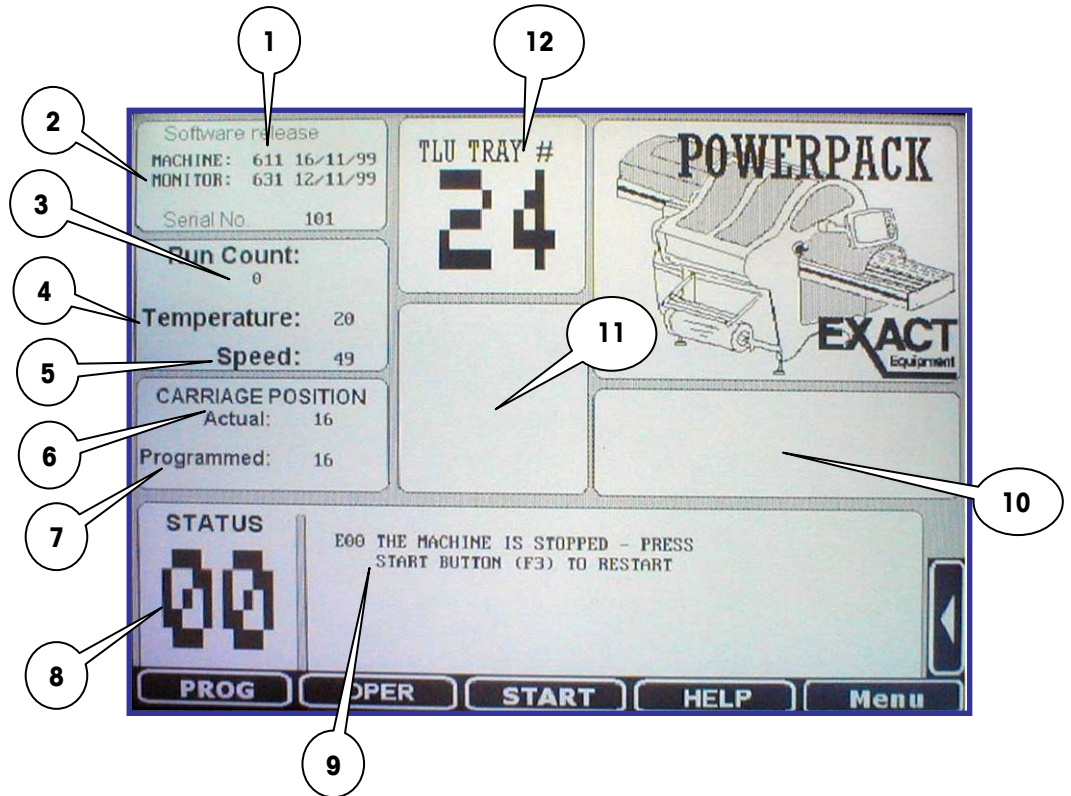 1
12
2
3
4
5
6
7
8
9
10
11
Software release
MACHINE: 611 16/11/99
MONITOR: 631 12/11/99
Serial No. 101
Run Count:
0
Temperature: 20
Speed: 49
CARRIAGE POSITION
Actual: 16
Programmed: 16
TLU TRAY #
24
POWERPACK
EXACT
Equipment
STATUS
00
E00 THE MACHINE IS STOPPED - PRESS
START BUTTON (F3) TO RESTART
PROG
OPER
START
HELP
Menu